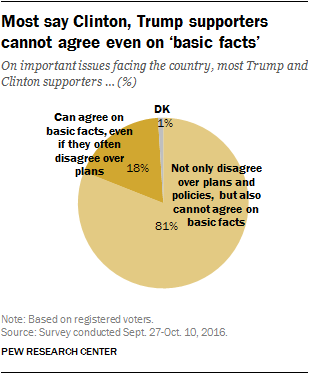 Most say Clinton, Trump supporters
cannot agree even on ‘basic facts’
On important issues facing the country, most Trump and
Clinton supporters ... (%)
DK
1%
Can agree on
basic facts, even
if they often
disagree over
plans
18%
Not only disagree
over plans and
policies, but also
cannot agree on
basic facts
81%
Note: Based on registered voters.
Source: Survey conducted Sept. 27-Oct. 10, 2016.
PEW RESEARCH CENTER